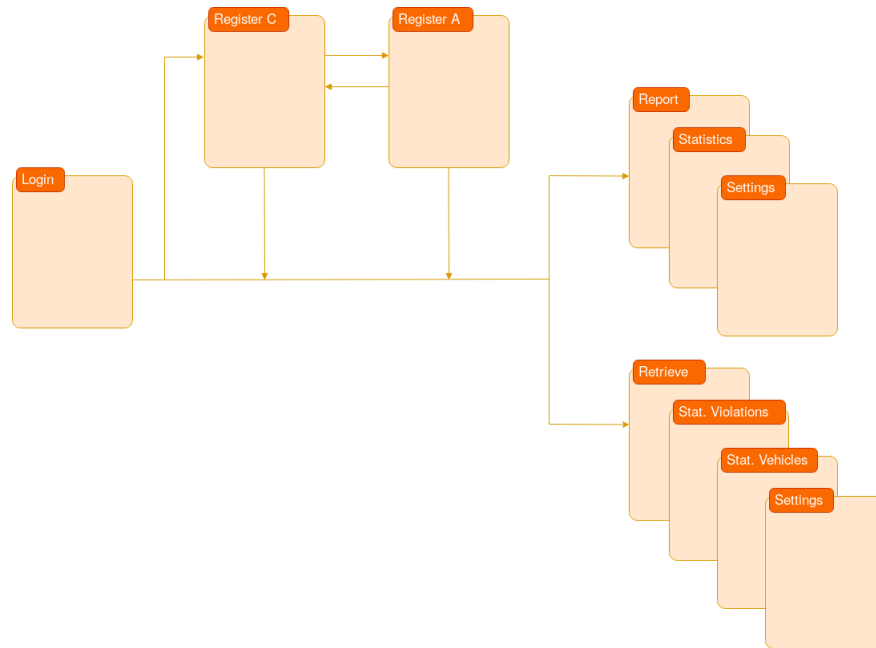 Register C
Register A
Login
Report
Statistics
Settings
Retrieve
Stat. Violations
Stat. Vehicles
Settings